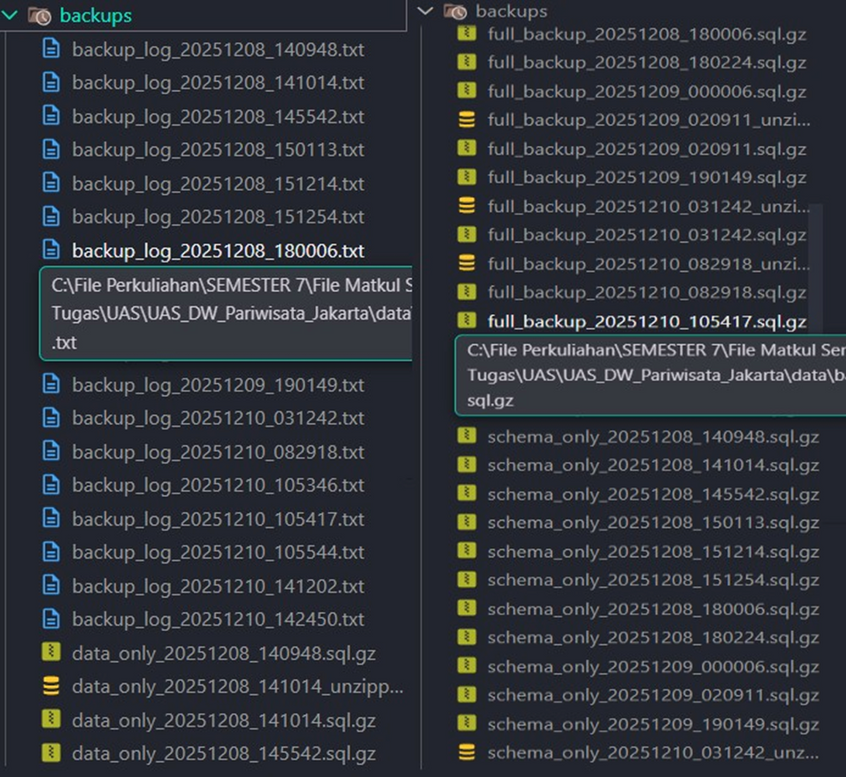 backups
backup_log_20251208_140948.txt
backup_log_20251208_141014.txt
backup_log_20251208_145542.txt
backup_log_20251208_150113.txt
backup_log_20251208_151214.txt
backup_log_20251208_151254.txt
backup_log_20251208_180006.txt
C:\File Perkuliahan\SEMESTER 7\File Matkul S
Tugas\UAS\UAS_DW_Pariwisata_Jakarta\data\
.txt
backup_log_20251209_190149.txt
backup_log_20251210_031242.txt
backup_log_20251210_082918.txt
backup_log_20251210_105346.txt
backup_log_20251210_105417.txt
backup_log_20251210_105544.txt
backup_log_20251210_141202.txt
backup_log_20251210_142450.txt
data_only_20251208_140948.sql.gz
data_only_20251208_141014_unzipp...
data_only_20251208_141014.sql.gz
data_only_20251208_145542.sql.gz
backups
full_backup_20251208_180006.sql.gz
full_backup_20251208_180224.sql.gz
full_backup_20251209_000006.sql.gz
full_backup_20251209_020911_unzi...
full_backup_20251209_020911.sql.gz
full_backup_20251209_190149.sql.gz
full_backup_20251210_031242_unzi...
full_backup_20251210_031242.sql.gz
full_backup_20251210_082918_unzi...
full_backup_20251210_082918.sql.gz
full_backup_20251210_105417.sql.gz
C:\File Perkuliahan\SEMESTER 7\File Matkul Ser
Tugas\UAS\UAS_DW_Pariwisata_Jakarta\data\ba
sql.gz
schema_only_20251208_140948.sql.gz
schema_only_20251208_141014.sql.gz
schema_only_20251208_145542.sql.gz
schema_only_20251208_150113.sql.gz
schema_only_20251208_151214.sql.gz
schema_only_20251208_151254.sql.gz
schema_only_20251208_180006.sql.gz
schema_only_20251208_180224.sql.gz
schema_only_20251209_000006.sql.gz
schema_only_20251209_020911.sql.gz
schema_only_20251209_190149.sql.gz
schema_only_20251210_031242_unz...